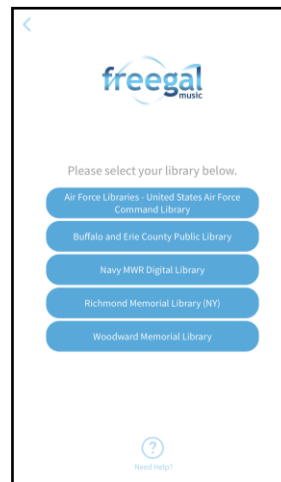 freegal
music
Please select your library below.
Air Force Libraries - United States Air Force
Command Library
Buffalo and Erie County Public Library
Navy MWR Digital Library
Richmond Memorial Library (NY)
Woodward Memorial Library
?
Need Help?